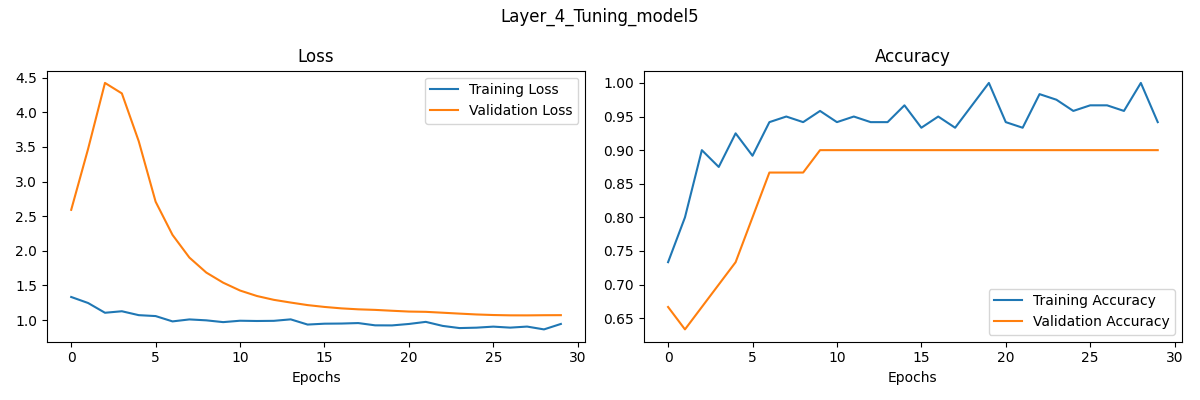 Layer_4_Tuning_model5
Loss
4.5
4.0
3.5
3.0
2.5
2.0
1.5
1.0
0 5 10 15 20 25 30
Epochs
Training Loss
Validation Loss
Accuracy
1.00
0.95
0.90
0.85
0.80
0.75
0.70
0.65
0 5 10 15 20 25 30
Epochs
Training Accuracy
Validation Accuracy